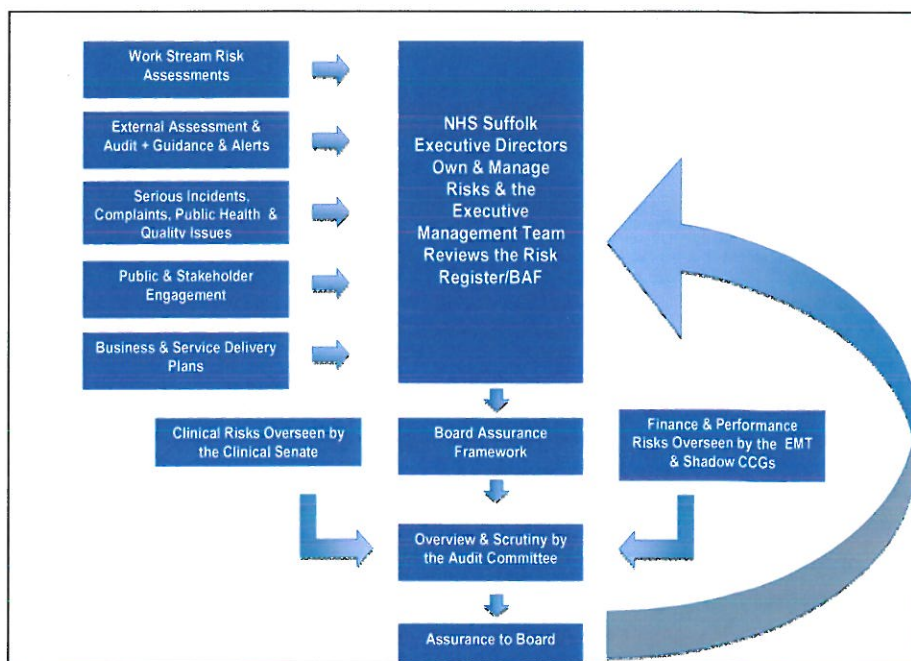 Work Stream Risk
Assessments
External Assessment &
Audit + Guidance & Alerts
Serious Incidents,
Complaints, Public Health &
Quality Issues
Public & Stakeholder
Engagement
Business & Service Delivery
Plans
NHS Suffolk
Executive Directors
Own & Manage
Risks & the
Executive
Management Team
Reviews the Risk
Register/BAF
Clinical Risks Overseen by
the Clinical Senate
Board Assurance
Framework
Finance & Performance
Risks Overseen by the EMT
& Shadow CCGs
Overview & Scrutiny by
the Audit Committee
Assurance to Board